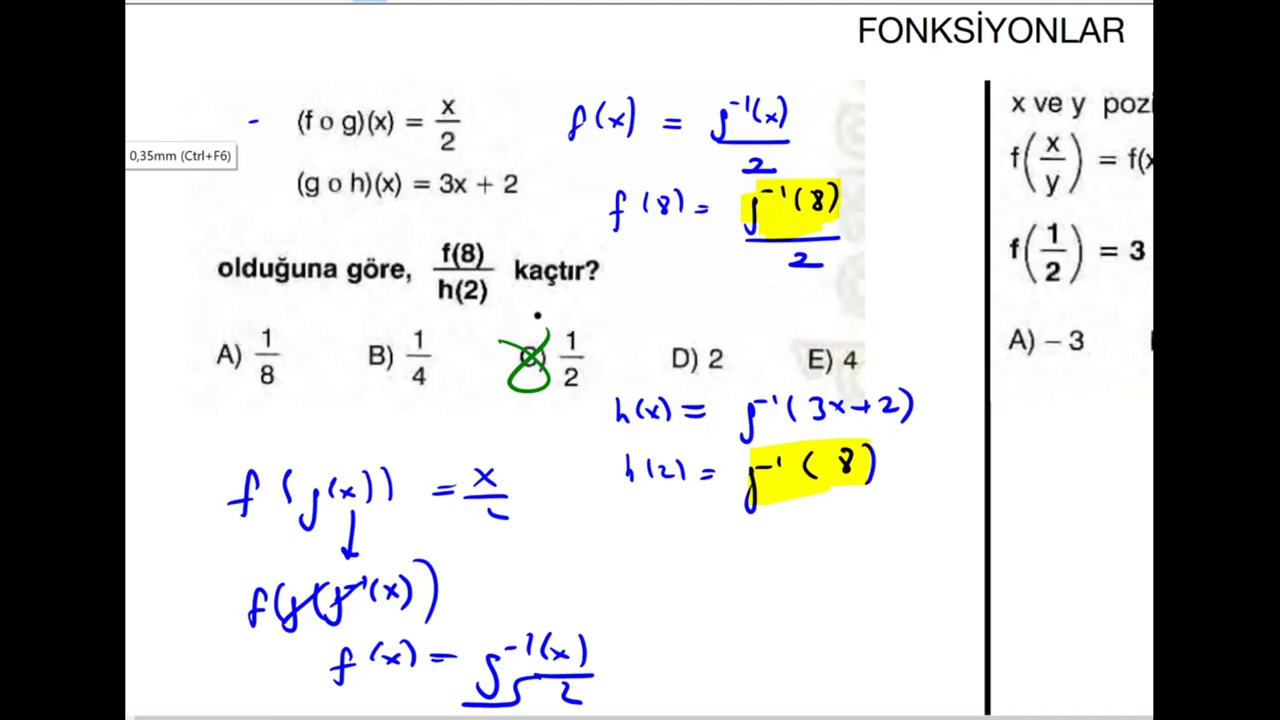 FONKSİYONLAR
- (f o g)(x) = x/2
0,35mm (Ctrl+F6)
(g o h)(x) = 3x + 2
olduğuna göre, f(8)/h(2) kaçtır?
A) 1/8 B) 1/4 C) 1/2 D) 2 E) 4
f(x) = g⁻¹(x)/2
f(8) = g⁻¹(8)/2
h(x) = g⁻¹(3x+2)
h(2) = g⁻¹(8)
f(g(x)) = x/2
f(g(g⁻¹(x))
f(x) = g⁻¹(x)/2
x ve y poz
f(x/y) = f(x
f(1/2) = 3
A) – 3